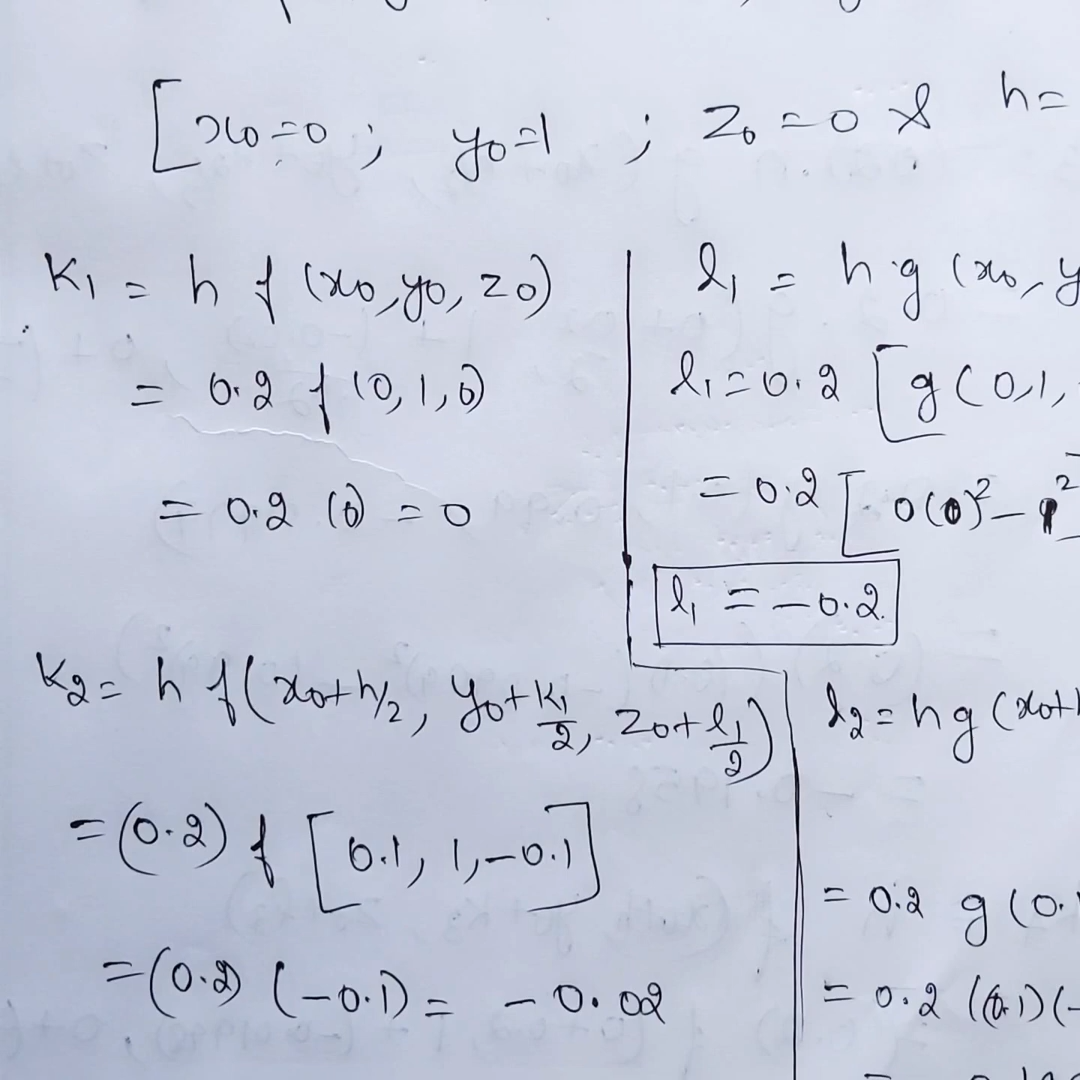 [x0=0 ; y0=1 ; z0=0 & h=
K1 = h f (x0, y0, z0)
= 0.2 f (0, 1, 0)
= 0.2 (0) = 0
l1 = h·g (x0, y
l1 = 0.2 [g(0,1,
= 0.2 [0(0)² - 1²]
l1 = -0.2
K2 = h f(x0+h/2, y0+K1/2, z0+l1/2)
= (0.2) f [0.1, 1, -0.1]
= (0.2) (-0.1) = -0.02
l2 = hg (x0+h
= 0.2 g (0.1
= 0.2 ((0.1)(-